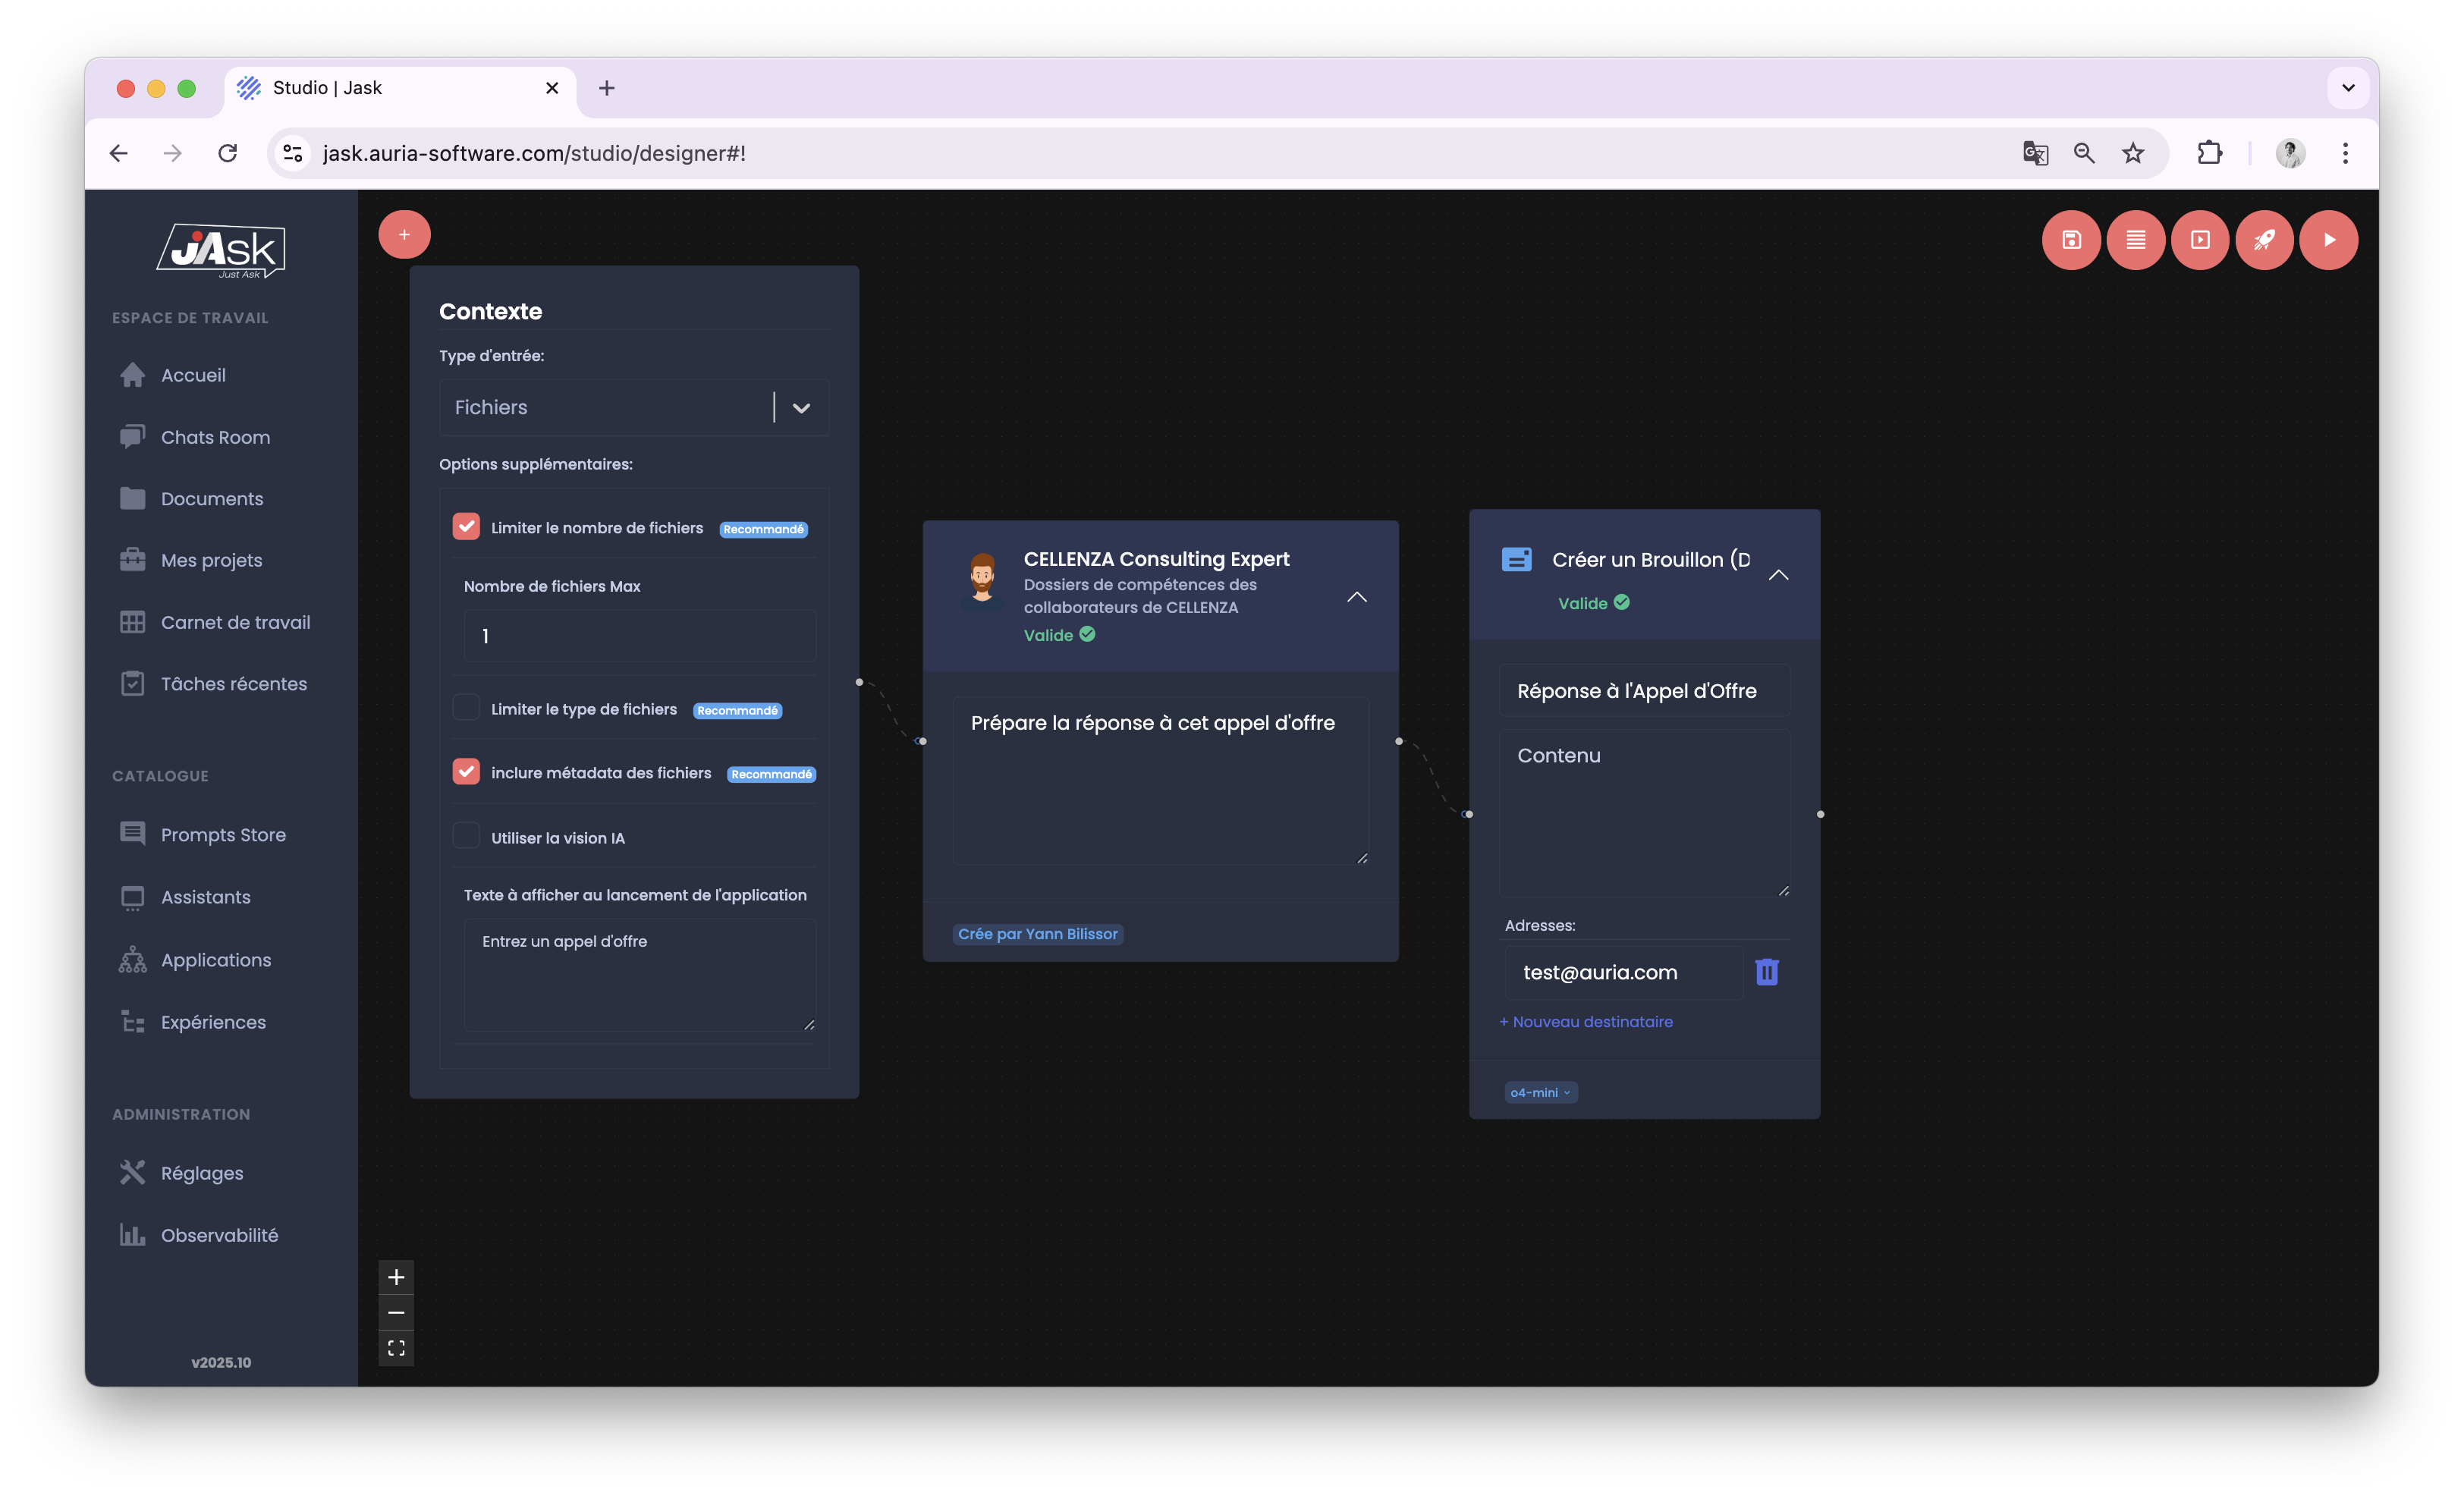 Studio | Jask
jask.auria-software.com/studio/designer#!
jAsk
Just Ask
ESPACE DE TRAVAIL
Accueil
Chats Room
Documents
Mes projets
Carnet de travail
Tâches récentes
CATALOGUE
Prompts Store
Assistants
Applications
Expériences
ADMINISTRATION
Réglages
Observabilité
v2025.10
Contexte
Type d'entrée:
Fichiers
Options supplémentaires:
Limiter le nombre de fichiers Recommandé
Nombre de fichiers Max
1
Limiter le type de fichiers Recommandé
inclure métadata des fichiers Recommandé
Utiliser la vision IA
Texte à afficher au lancement de l'application
Entrez un appel d'offre
CELLENZA Consulting Expert
Dossiers de compétences des
collaborateurs de CELLENZA
Valide
Prépare la réponse à cet appel d'offre
Crée par Yann Bilissor
Créer un Brouillon (D
Valide
Réponse à l'Appel d'Offre
Contenu
Adresses:
test@auria.com
+ Nouveau destinataire
o4-mini